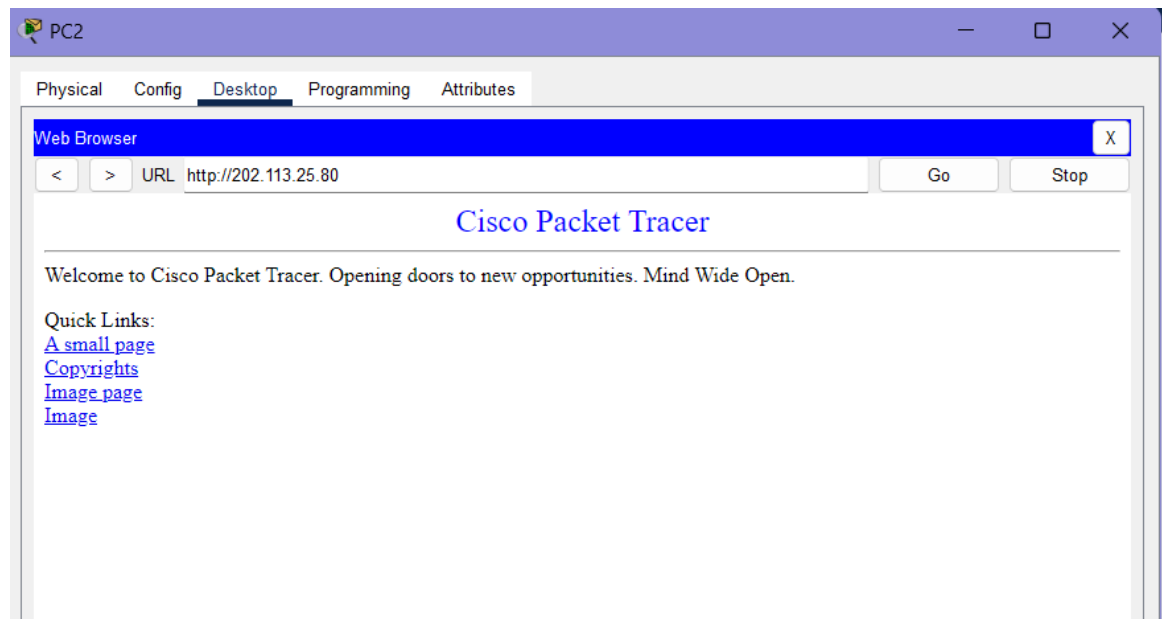 PC2
Physical Config Desktop Programming Attributes
Web Browser X
< > URL http://202.113.25.80 Go Stop
Cisco Packet Tracer
Welcome to Cisco Packet Tracer. Opening doors to new opportunities. Mind Wide Open.
Quick Links:
A small page
Copyrights
Image page
Image